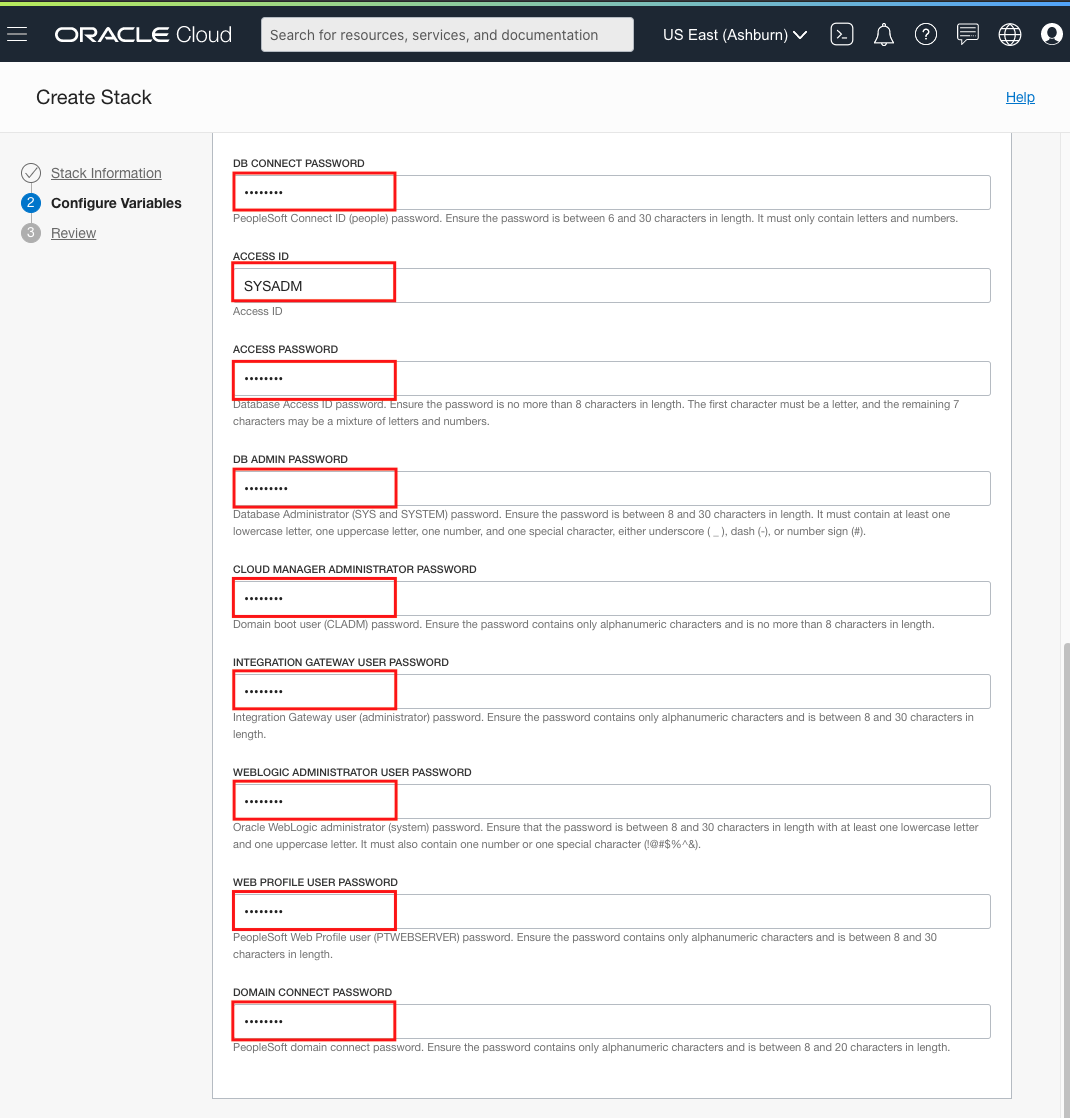 ORACLE Cloud
Search for resources, services, and documentation
US East (Ashburn)
Create Stack
Help
Stack Information
2 Configure Variables
3 Review
DB CONNECT PASSWORD
••••••••
PeopleSoft Connect ID (people) password. Ensure the password is between 6 and 30 characters in length. It must only contain letters and numbers.
ACCESS ID
SYSADM
Access ID
ACCESS PASSWORD
••••••••
Database Access ID password. Ensure the password is no more than 8 characters in length. The first character must be a letter, and the remaining 7
characters may be a mixture of letters and numbers.
DB ADMIN PASSWORD
•••••••••
Database Administrator (SYS and SYSTEM) password. Ensure the password is between 8 and 30 characters in length. It must contain at least one
lowercase letter, one uppercase letter, one number, and one special character, either underscore ( _ ), dash (-), or number sign (#).
CLOUD MANAGER ADMINISTRATOR PASSWORD
••••••••
Domain boot user (CLADM) password. Ensure the password contains only alphanumeric characters and is no more than 8 characters in length.
INTEGRATION GATEWAY USER PASSWORD
••••••••
Integration Gateway user (administrator) password. Ensure the password contains only alphanumeric characters and is between 8 and 30 characters in
length.
WEBLOGIC ADMINISTRATOR USER PASSWORD
••••••••
Oracle WebLogic administrator (system) password. Ensure that the password is between 8 and 30 characters in length with at least one lowercase letter
and one uppercase letter. It must also contain one number or one special character (!@#$%^&).
WEB PROFILE USER PASSWORD
••••••••
PeopleSoft Web Profile user (PTWEBSERVER) password. Ensure the password contains only alphanumeric characters and is between 8 and 30
characters in length.
DOMAIN CONNECT PASSWORD
••••••••
PeopleSoft domain connect password. Ensure the password contains only alphanumeric characters and is between 8 and 20 characters in length.